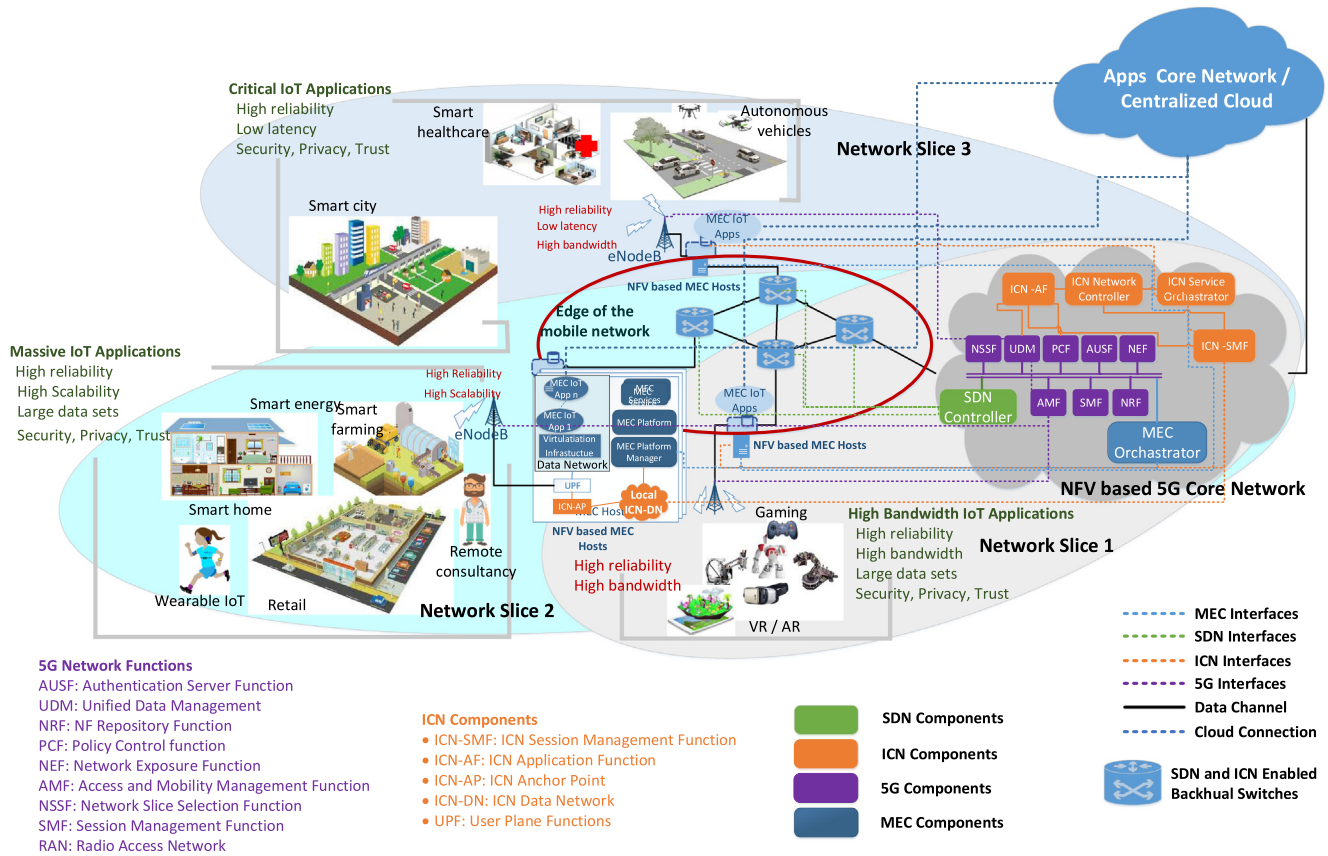 Apps Core Network /
Centralized Cloud
Critical IoT Applications
High reliability
Low latency
Security, Privacy, Trust
Smart
healthcare
Autonomous
vehicles
Network Slice 3
Smart city
High reliability
Low latency
High bandwidth
eNodeB
MEC IoT
Apps
NFV based MEC Hosts
Edge of the
mobile network
ICN -AF
ICN Network
Controller
ICN Service
Orchastrator
ICN -SMF
NSSF
UDM
PCF
AUSF
NEF
AMF
SMF
NRF
SDN
Controller
MEC
Orchastrator
NFV based 5G Core Network
Massive IoT Applications
High reliability
High Scalability
Large data sets
Security, Privacy, Trust
High Reliability
High Scalability
eNodeB
Smart energy
Smart
farming
Smart home
Wearable IoT
Retail
Remote
consultancy
Network Slice 2
MEC IoT
App n
MEC IoT
App 1
Virtulatiation
Infrastuctue
Data Network
MEC
Services
MEC Platform
MEC Platform
Manager
UPF
ICN-AP
Local
ICN-DN
MEC Host
NFV based MEC
Hosts
High reliability
High bandwidth
MEC IoT
Apps
NFV based MEC Hosts
Gaming
VR / AR
High Bandwidth IoT Applications
High reliability
High bandwidth
Large data sets
Security, Privacy, Trust
Network Slice 1
MEC Interfaces
SDN Interfaces
ICN Interfaces
5G Interfaces
Data Channel
Cloud Connection
SDN and ICN Enabled
Backhual Switches
5G Network Functions
AUSF: Authentication Server Function
UDM: Unified Data Management
NRF: NF Repository Function
PCF: Policy Control function
NEF: Network Exposure Function
AMF: Access and Mobility Management Function
NSSF: Network Slice Selection Function
SMF: Session Management Function
RAN: Radio Access Network
ICN Components
• ICN-SMF: ICN Session Management Function
• ICN-AF: ICN Application Function
• ICN-AP: ICN Anchor Point
• ICN-DN: ICN Data Network
• UPF: User Plane Functions
SDN Components
ICN Components
5G Components
MEC Components